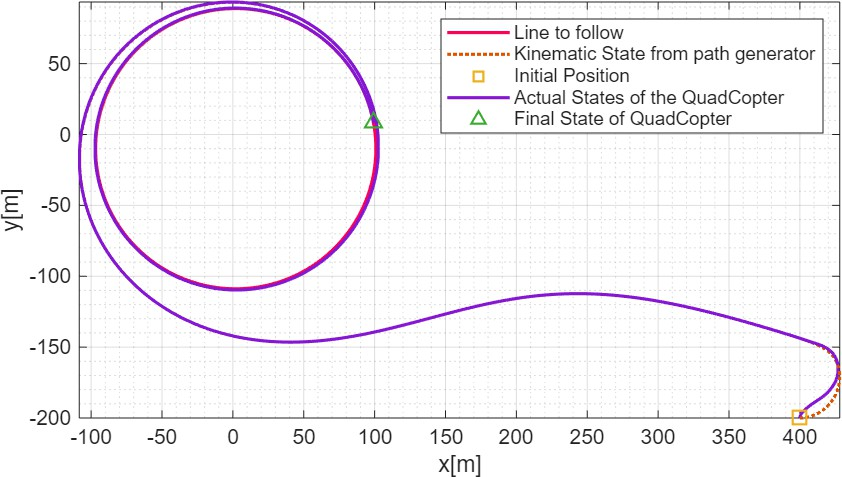 Line to follow
Kinematic State from path generator
Initial Position
Actual States of the QuadCopter
Final State of QuadCopter
50
0
-50
-100
-150
-200
y[m]
-100 -50 0 50 100 150 200 250 300 350 400
x[m]